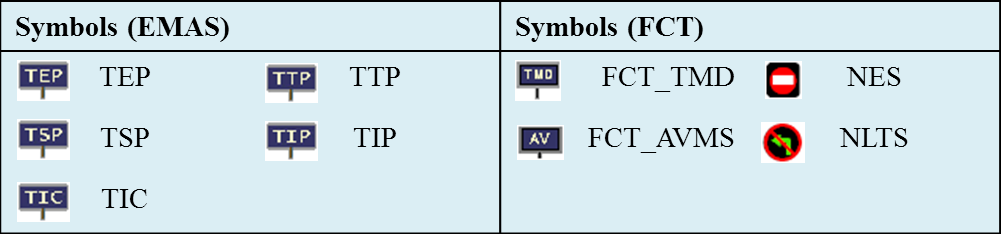 Symbols (EMAS) Symbols (FCT)
TEP TEP TTP TTP TMD FCT_TMD NES
TSP TSP TIP TIP AV FCT_AVMS NLTS
TIC TIC